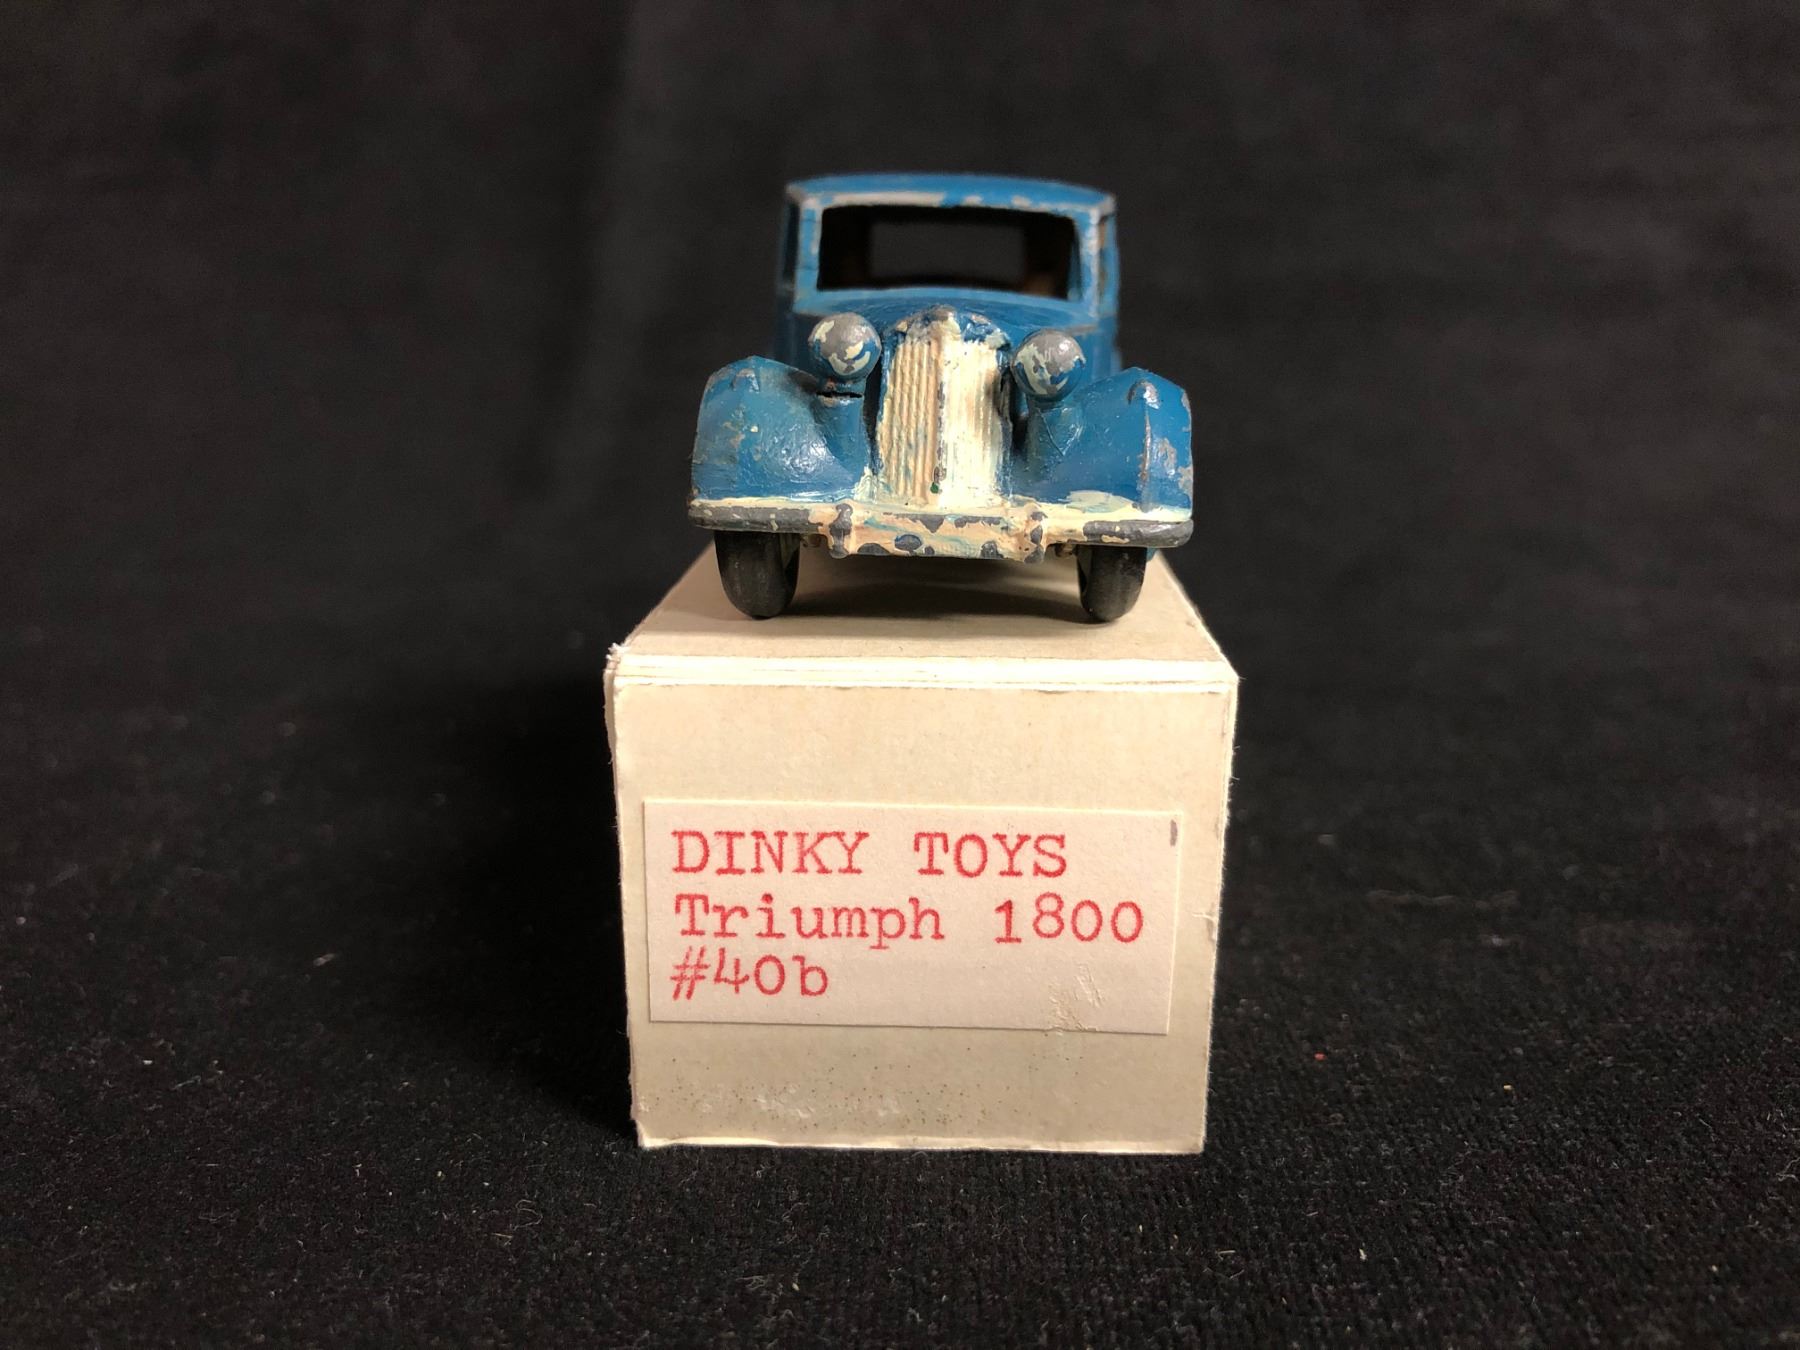 DINKY TOYS
Triumph 1800
#40b